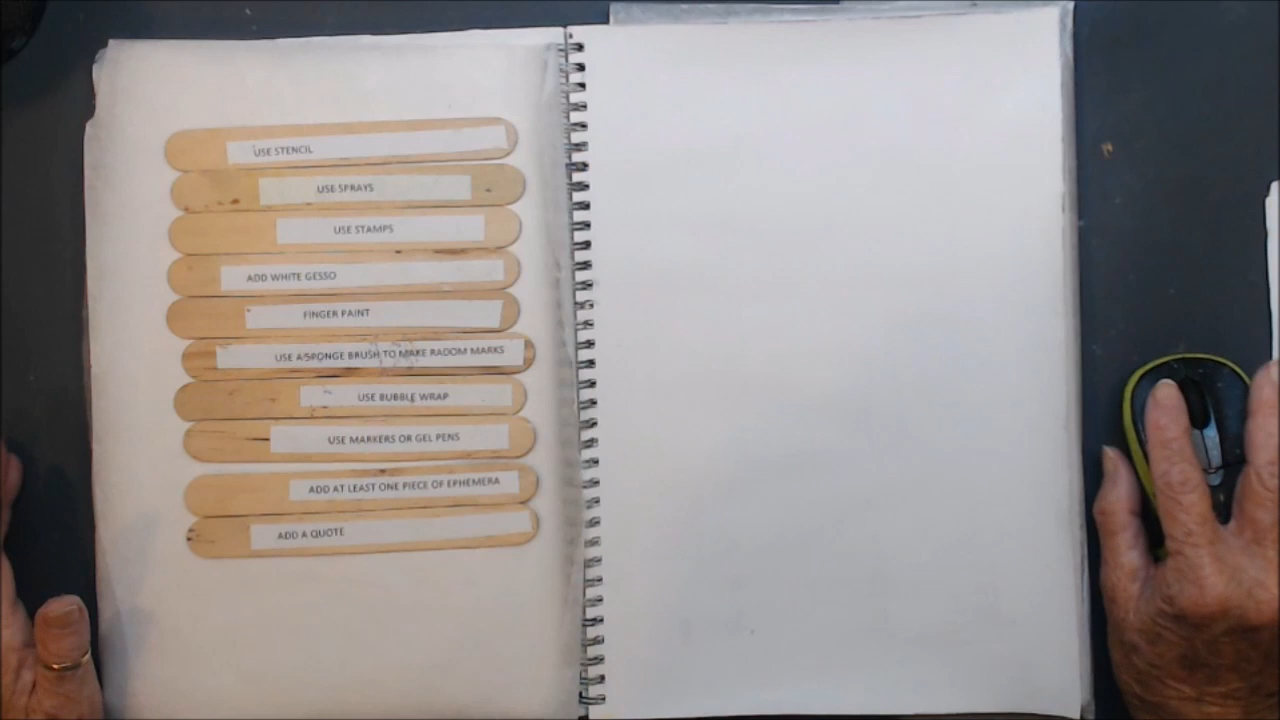 USE STENCIL
USE SPRAYS
USE STAMPS
ADD WHITE GESSO
FINGER PAINT
USE A SPONGE BRUSH TO MAKE RADOM MARKS
USE BUBBLE WRAP
USE MARKERS OR GEL PENS
ADD AT LEAST ONE PIECE OF EPHEMERA
ADD A QUOTE